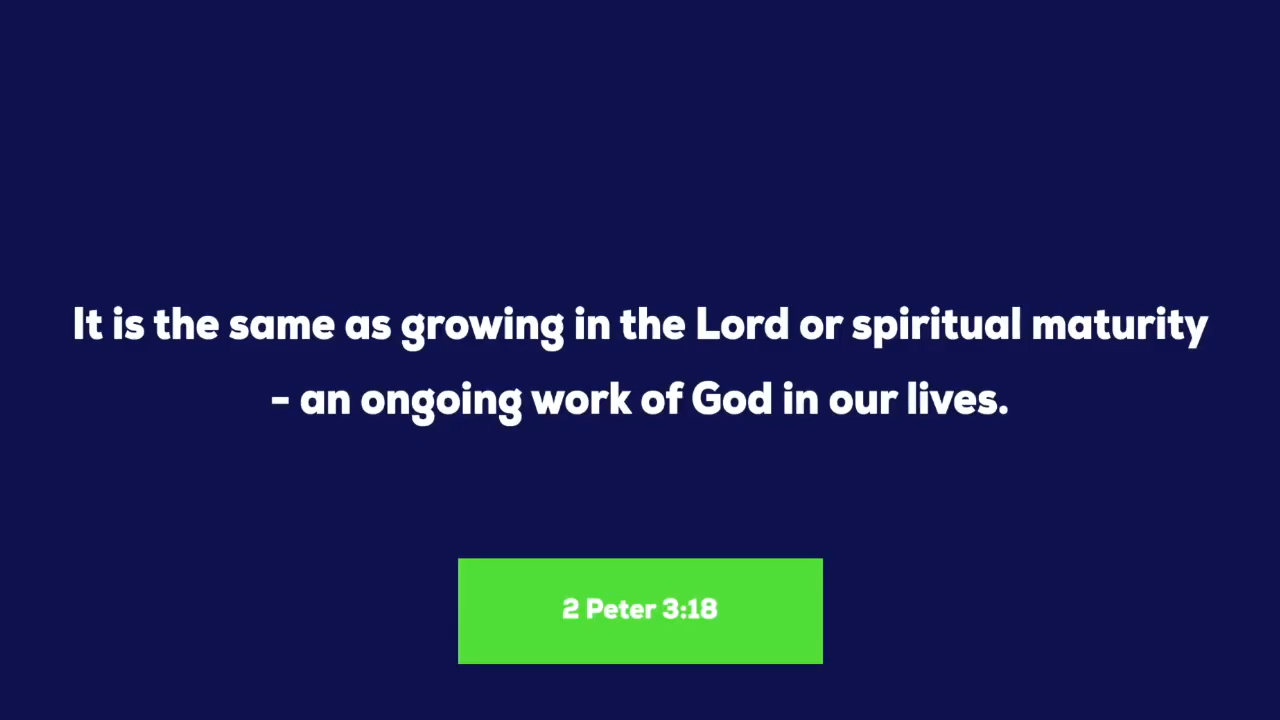 It is the same as growing in the Lord or spiritual maturity
- an ongoing work of God in our lives.
2 Peter 3:18